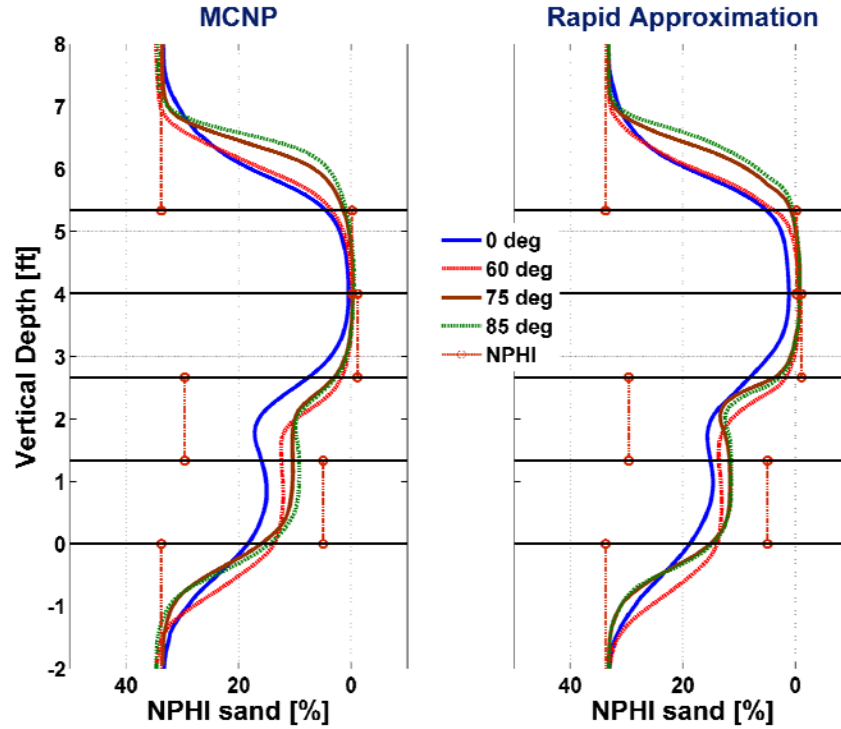 MCNP
Rapid Approximation
Vertical Depth [ft]
8
7
6
5
4
3
2
1
0
-1
-2
0 deg
60 deg
75 deg
85 deg
NPHI
40 20 0
40 20 0
NPHI sand [%]
NPHI sand [%]